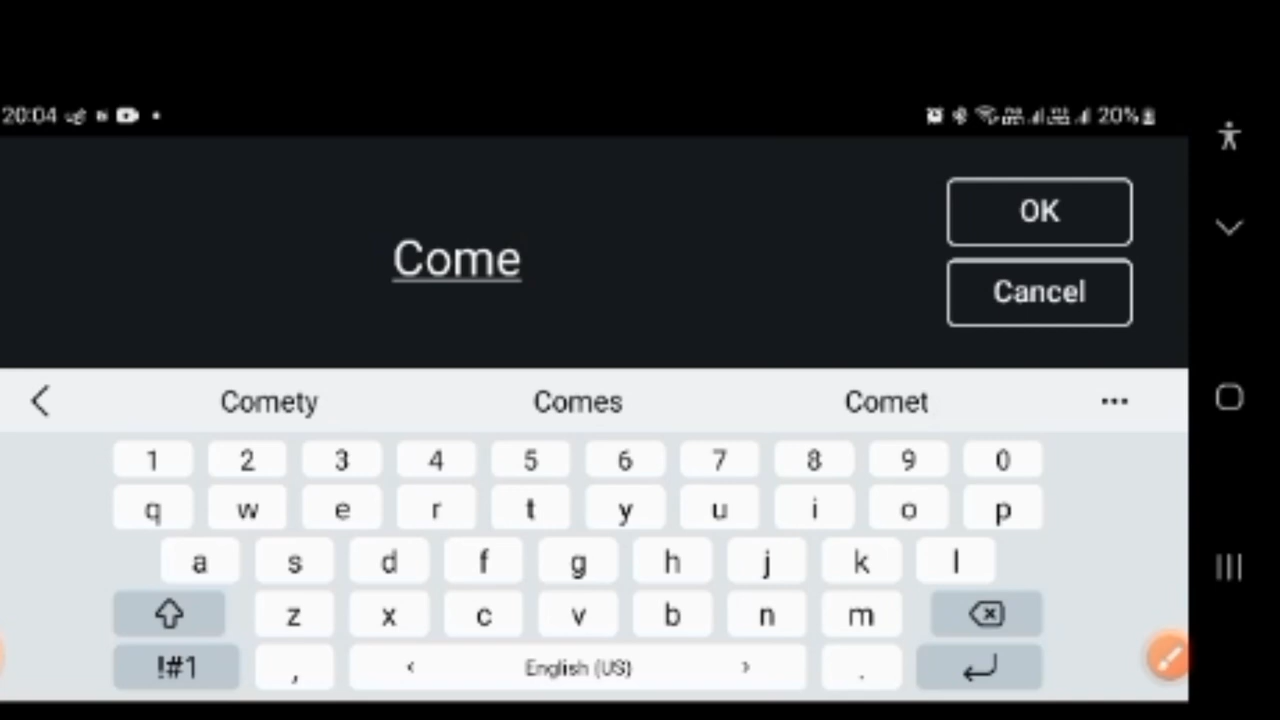 20:04
20%
OK
Come
Cancel
Comety Comes Comet
1 2 3 4 5 6 7 8 9 0
q w e r t y u i o p
a s d f g h j k l
z x c v b n m
!#1 , English (US) .